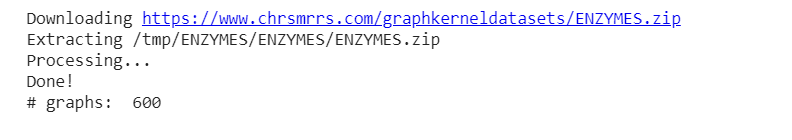 Downloading https://www.chrsmrrs.com/graphkerneldatasets/ENZYMES.zip
Extracting /tmp/ENZYMES/ENZYMES/ENZYMES.zip
Processing...
Done!
# graphs:  600